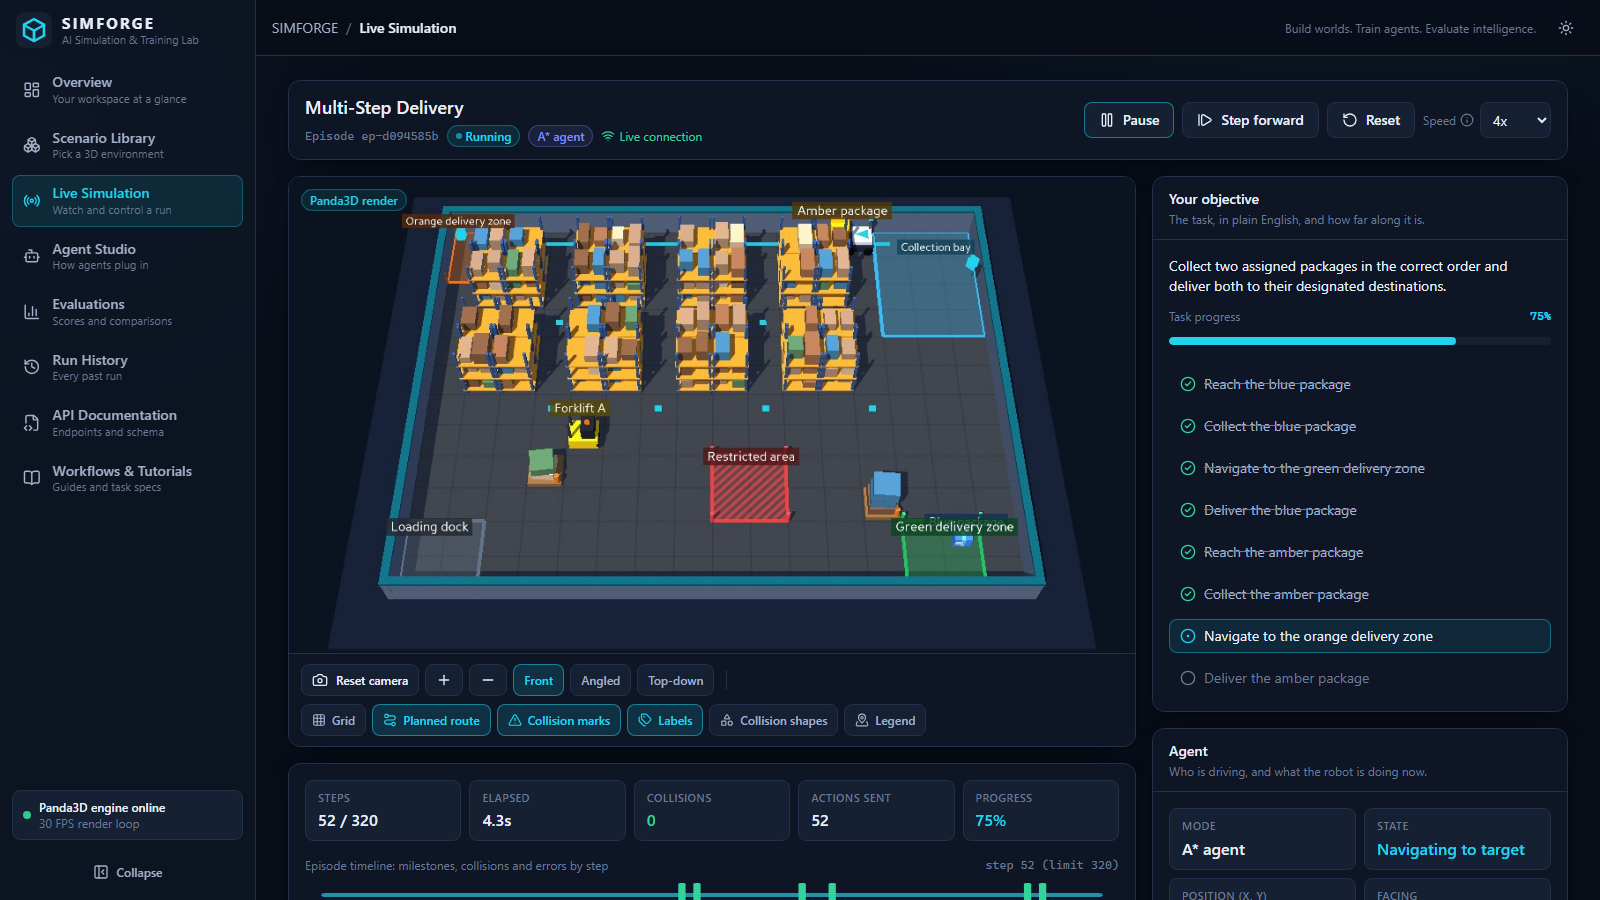 SIMFORGE
AI Simulation & Training Lab
Overview
Your workspace at a glance
Scenario Library
Pick a 3D environment
Live Simulation
Watch and control a run
Agent Studio
How agents plug in
Evaluations
Scores and comparisons
Run History
Every past run
API Documentation
Endpoints and schema
Workflows & Tutorials
Guides and task specs
Panda3D engine online
30 FPS render loop
Collapse
SIMFORGE / Live Simulation
Build worlds. Train agents. Evaluate intelligence.
Multi-Step Delivery
Episode ep-d094585b Running A* agent Live connection
Pause
Step forward
Reset
Speed
4x
Panda3D render
Orange delivery zone
Amber package
Collection bay
Forklift A
Restricted area
Loading dock
Green delivery zone
Reset camera
Front
Angled
Top-down
Grid
Planned route
Collision marks
Labels
Collision shapes
Legend
STEPS
52 / 320
ELAPSED
4.3s
COLLISIONS
0
ACTIONS SENT
52
PROGRESS
75%
Episode timeline: milestones, collisions and errors by step
step 52 (limit 320)
Your objective
The task, in plain English, and how far along it is.
Collect two assigned packages in the correct order and
deliver both to their designated destinations.
Task progress
75%
Reach the blue package
Collect the blue package
Navigate to the green delivery zone
Deliver the blue package
Reach the amber package
Collect the amber package
Navigate to the orange delivery zone
Deliver the amber package
Agent
Who is driving, and what the robot is doing now.
MODE
A* agent
STATE
Navigating to target
POSITION (X, Y)
FACING